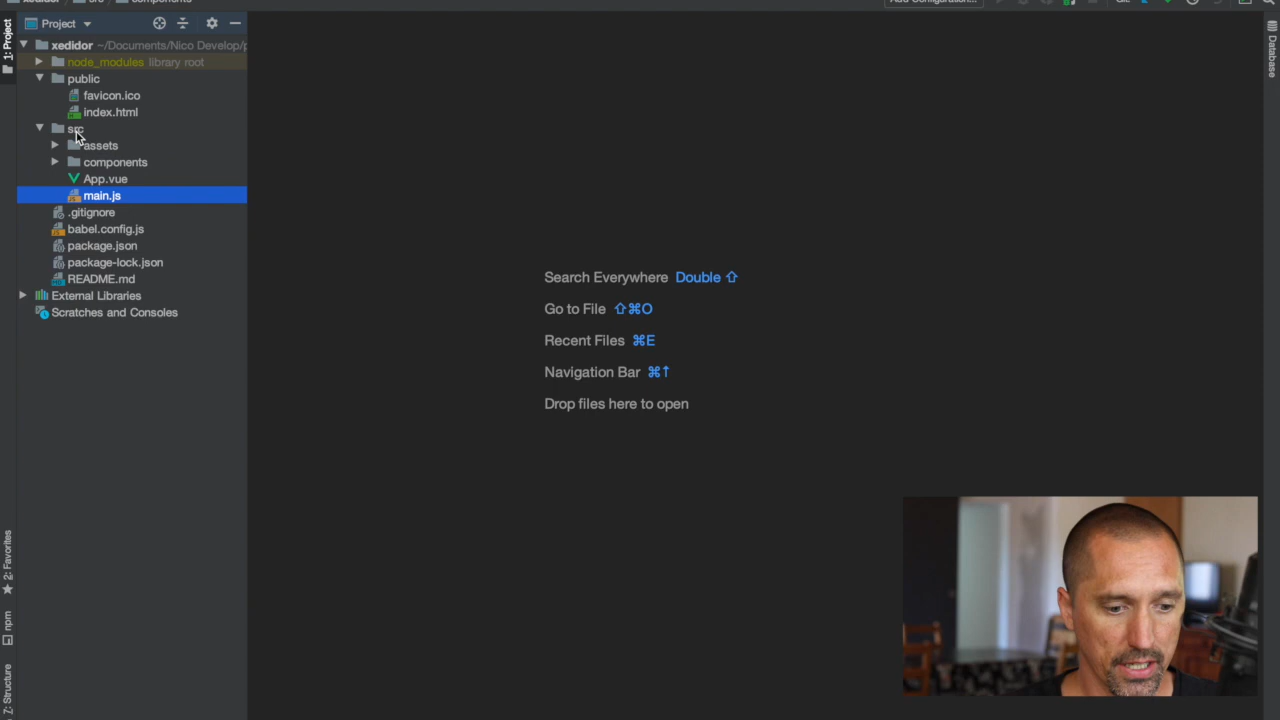 Project
xedidor ~/Documents/Nico Develop/p
node_modules library root
public
favicon.ico
index.html
src
assets
components
App.vue
main.js
.gitignore
babel.config.js
package.json
package-lock.json
README.md
External Libraries
Scratches and Consoles
Search Everywhere Double ⇧
Go to File ⇧⌘O
Recent Files ⌘E
Navigation Bar ⌘↑
Drop files here to open
1: Project
2: Favorites
npm
Z: Structure
Database